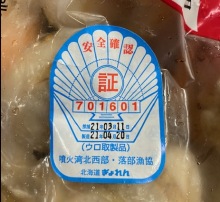 安全確認
証
701601
21.03.11
21.04.20
(ウロ取製品)
噴火湾北西部・落部漁協
北海道ぎょれん